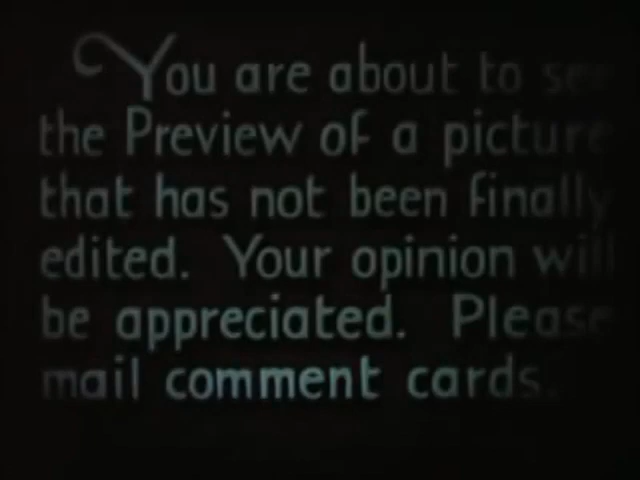 You are about to see
the Preview of a picture
that has not been finally
edited. Your opinion will
be appreciated. Please
mail comment cards.